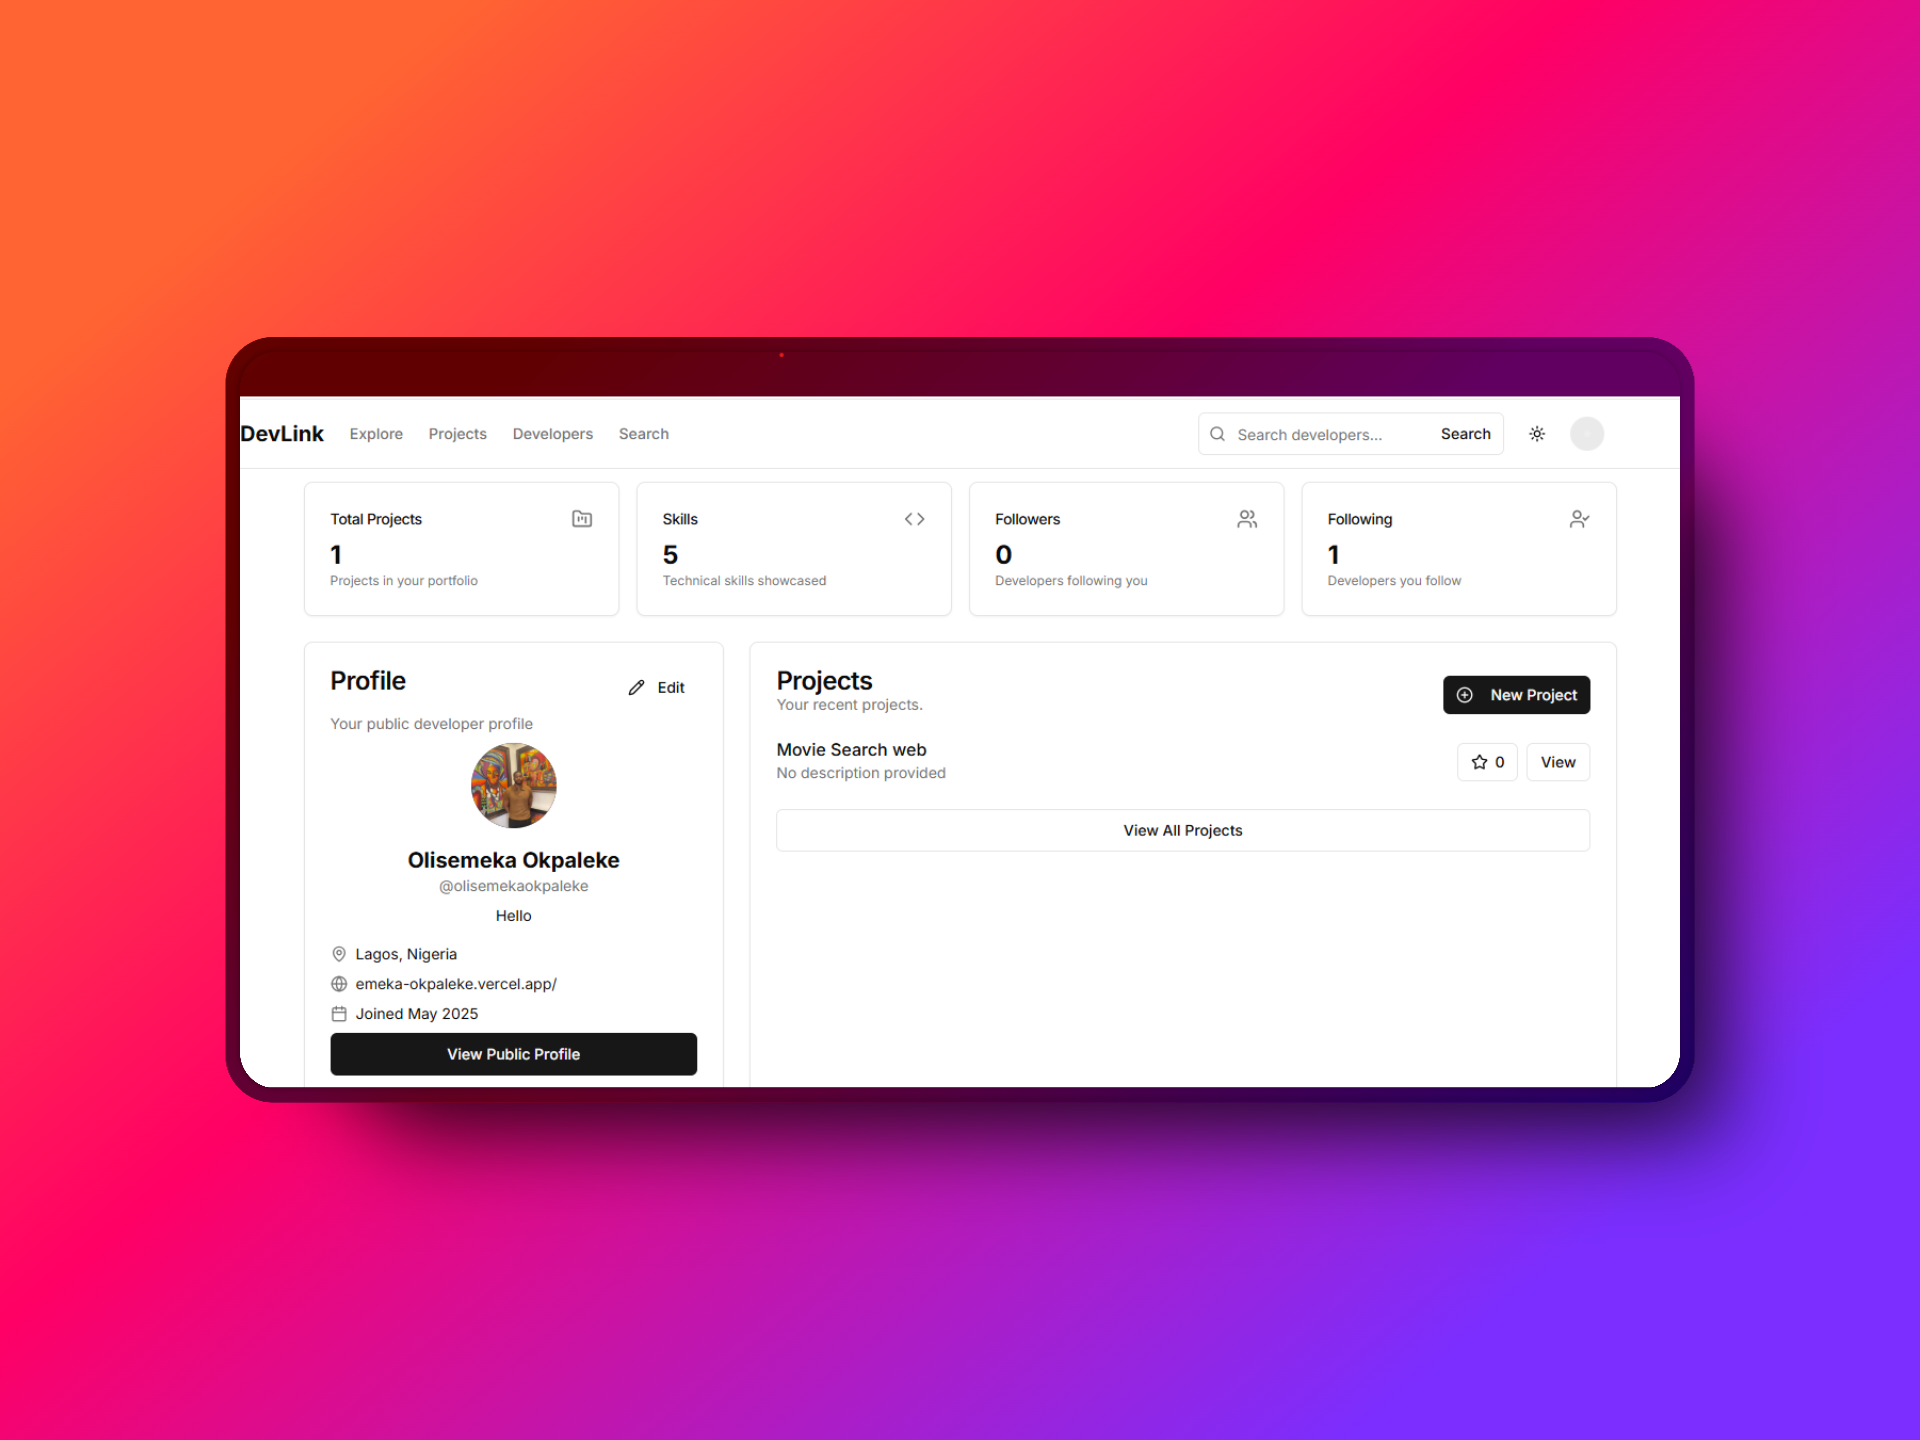 DevLink Explore Projects Developers Search Search developers... Search
Total Projects
1
Projects in your portfolio
Skills
5
Technical skills showcased
Followers
0
Developers following you
Following
1
Developers you follow
Profile
Edit
Your public developer profile
Olisemeka Okpaleke
@olisemekaokpaleke
Hello
Lagos, Nigeria
emeka-okpaleke.vercel.app/
Joined May 2025
View Public Profile
Projects
Your recent projects.
New Project
Movie Search web
No description provided
0 View
View All Projects